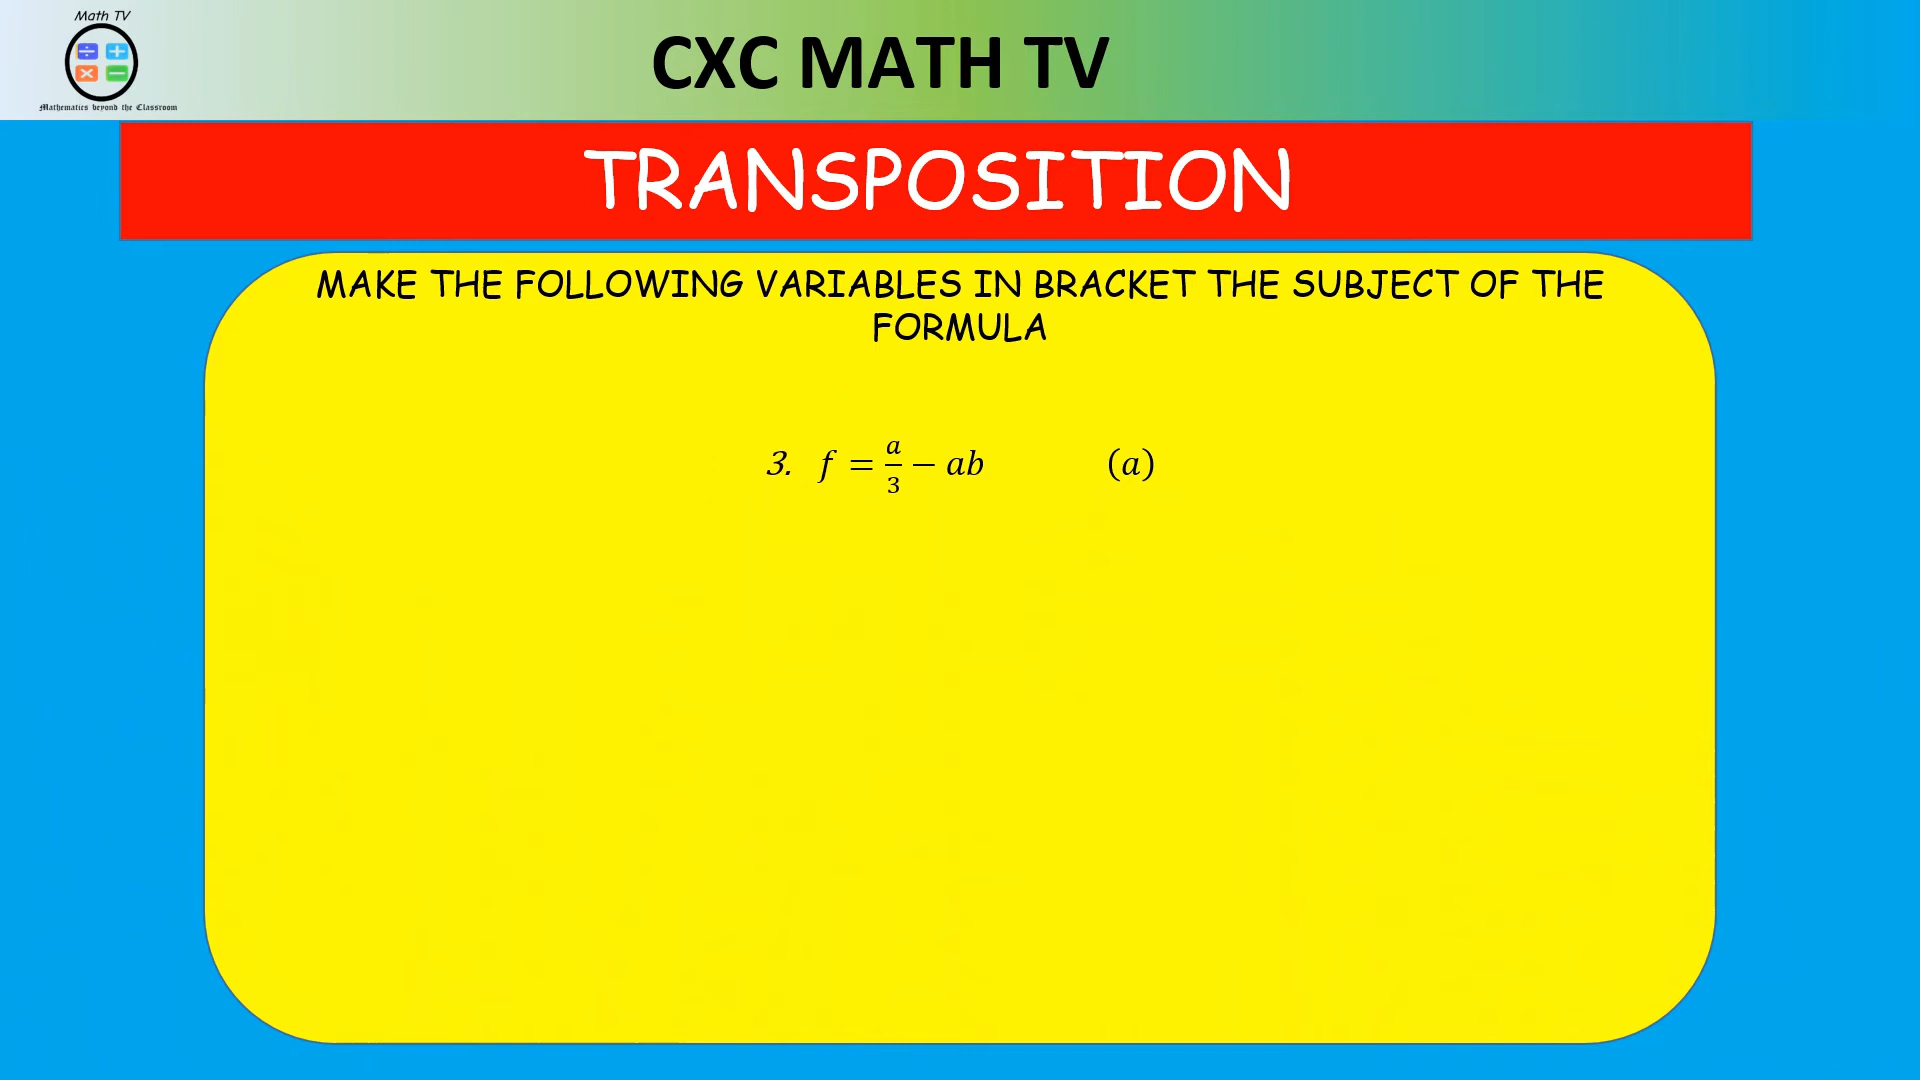 Math TV
Mathematics beyond the Classroom
CXC MATH TV
TRANSPOSITION
MAKE THE FOLLOWING VARIABLES IN BRACKET THE SUBJECT OF THE
FORMULA
3. f = a/3 − ab (a)